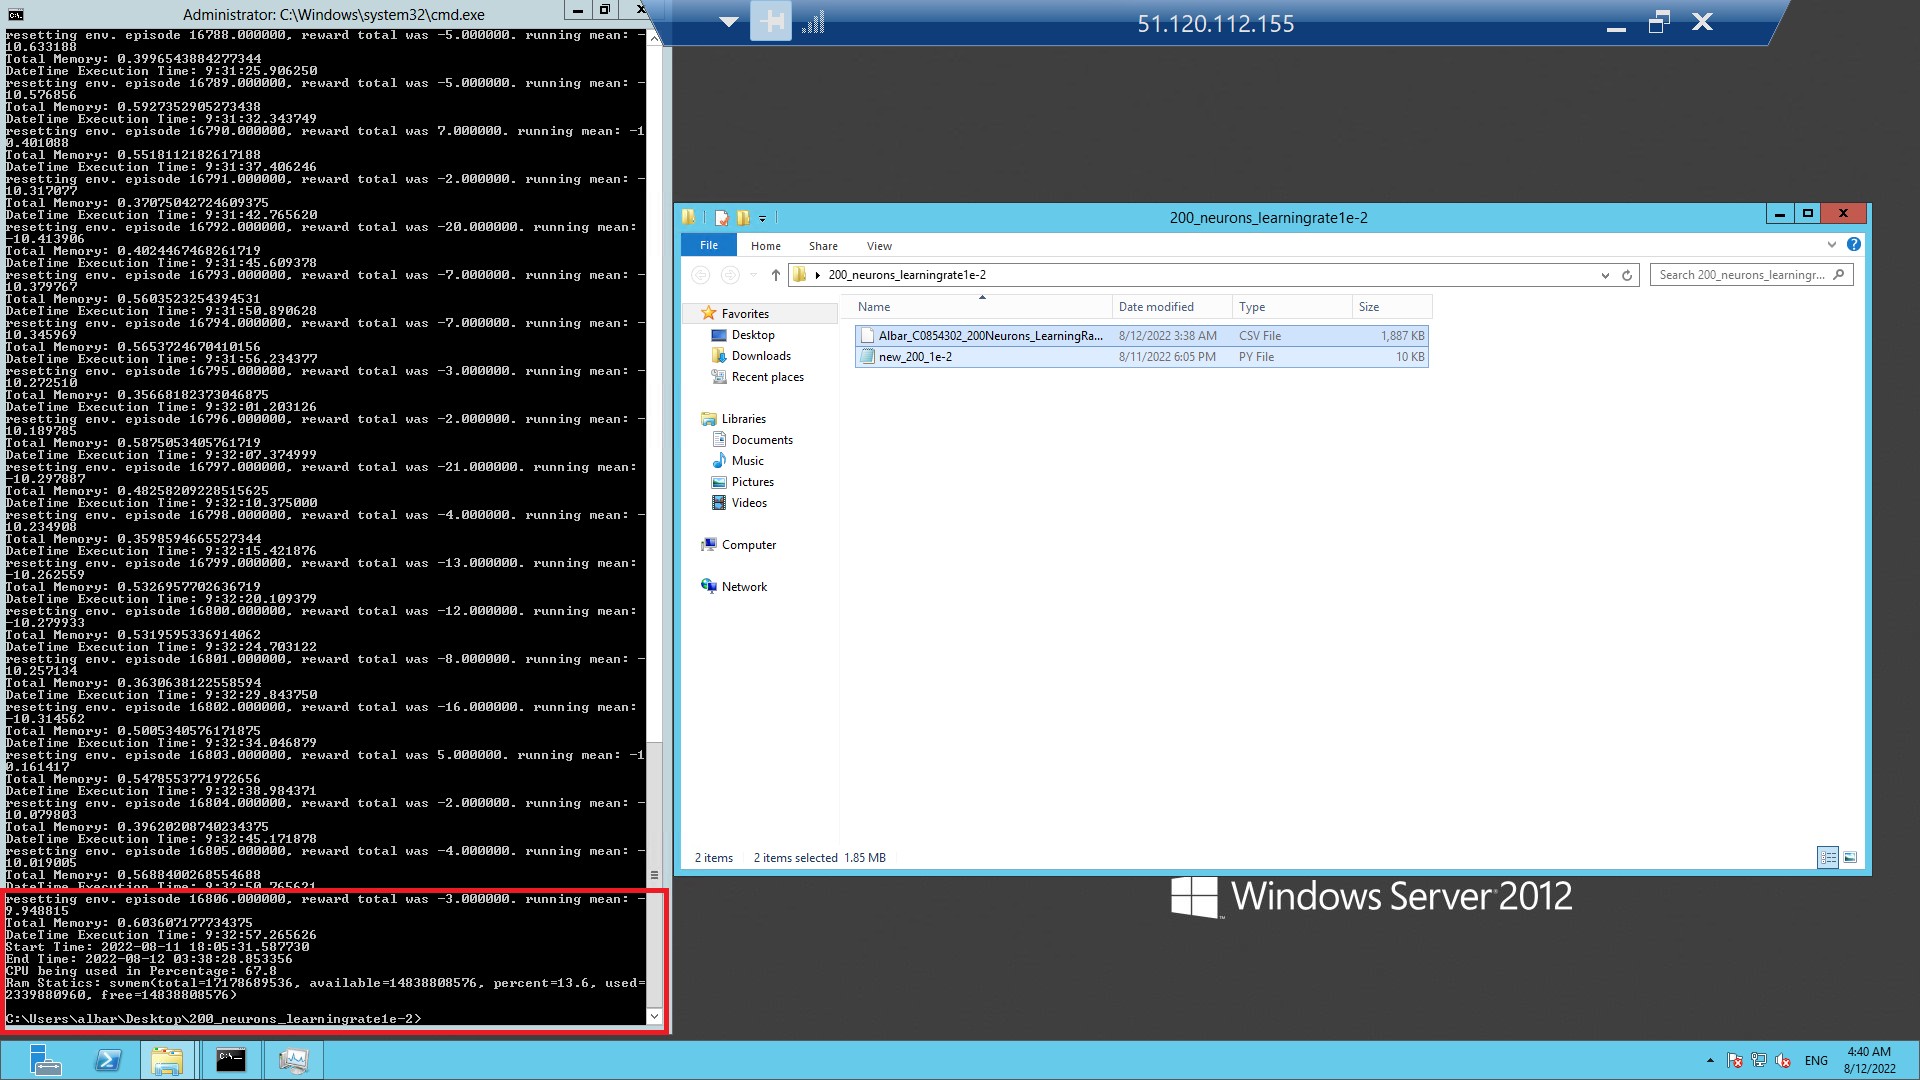 Administrator: C:\Windows\system32\cmd.exe
resetting env. episode 16788.000000, reward total was -5.000000. running mean: -
10.633188
Total Memory: 0.3996543884277344
DateTime Execution Time: 9:31:25.906250
resetting env. episode 16789.000000, reward total was -5.000000. running mean: -
10.576856
Total Memory: 0.5927352905273438
DateTime Execution Time: 9:31:32.343749
resetting env. episode 16790.000000, reward total was 7.000000. running mean: -1
0.401088
Total Memory: 0.5518112182617188
DateTime Execution Time: 9:31:37.406246
resetting env. episode 16791.000000, reward total was -2.000000. running mean: -
10.317077
Total Memory: 0.37075042724609375
DateTime Execution Time: 9:31:42.765620
resetting env. episode 16792.000000, reward total was -20.000000. running mean:
-10.413906
Total Memory: 0.4024467468261719
DateTime Execution Time: 9:31:45.609378
resetting env. episode 16793.000000, reward total was -7.000000. running mean: -
10.379767
Total Memory: 0.5603523254394531
DateTime Execution Time: 9:31:50.890628
resetting env. episode 16794.000000, reward total was -7.000000. running mean: -
10.345969
Total Memory: 0.5653724670410156
DateTime Execution Time: 9:31:56.234377
resetting env. episode 16795.000000, reward total was -3.000000. running mean: -
10.272510
Total Memory: 0.35668182373046875
DateTime Execution Time: 9:32:01.203126
resetting env. episode 16796.000000, reward total was -2.000000. running mean: -
10.189785
Total Memory: 0.5875053405761719
DateTime Execution Time: 9:32:07.374999
resetting env. episode 16797.000000, reward total was -21.000000. running mean:
-10.297887
Total Memory: 0.48258209228515625
DateTime Execution Time: 9:32:10.375000
resetting env. episode 16798.000000, reward total was -4.000000. running mean: -
10.234908
Total Memory: 0.3598594665527344
DateTime Execution Time: 9:32:15.421876
resetting env. episode 16799.000000, reward total was -13.000000. running mean:
-10.262559
Total Memory: 0.5326957702636719
DateTime Execution Time: 9:32:20.109379
resetting env. episode 16800.000000, reward total was -12.000000. running mean:
-10.279933
Total Memory: 0.5319595336914062
DateTime Execution Time: 9:32:24.703122
resetting env. episode 16801.000000, reward total was -8.000000. running mean: -
10.257134
Total Memory: 0.3630638122558594
DateTime Execution Time: 9:32:29.843750
resetting env. episode 16802.000000, reward total was -16.000000. running mean:
-10.314562
Total Memory: 0.5005340576171875
DateTime Execution Time: 9:32:34.046879
resetting env. episode 16803.000000, reward total was 5.000000. running mean: -1
0.161417
Total Memory: 0.5478553771972656
DateTime Execution Time: 9:32:38.984371
resetting env. episode 16804.000000, reward total was -2.000000. running mean: -
10.079803
Total Memory: 0.39620208740234375
DateTime Execution Time: 9:32:45.171878
resetting env. episode 16805.000000, reward total was -4.000000. running mean: -
10.019005
Total Memory: 0.5688400268554688
DateTime Execution Time: 9:32:50.765621
resetting env. episode 16806.000000, reward total was -3.000000. running mean: -
9.948815
Total Memory: 0.603607177734375
DateTime Execution Time: 9:32:57.265626
Start Time: 2022-08-11 18:05:31.587730
End Time: 2022-08-12 03:38:28.853356
CPU being used in Percentage: 67.8
Ram Statics: svmem(total=17178689536, available=14838808576, percent=13.6, used=
2339880960, free=14838808576)
C:\Users\albar\Desktop\200_neurons_learningrate1e-2>
51.120.112.155
200_neurons_learningrate1e-2
File Home Share View
200_neurons_learningrate1e-2
Search 200_neurons_learningr...
Favorites
Desktop
Downloads
Recent places
Libraries
Documents
Music
Pictures
Videos
Computer
Network
Name Date modified Type Size
Albar_C0854302_200Neurons_LearningRa... 8/12/2022 3:38 AM CSV File 1,887 KB
new_200_1e-2 8/11/2022 6:05 PM PY File 10 KB
2 items 2 items selected 1.85 MB
Windows Server 2012
ENG
4:40 AM
8/12/2022